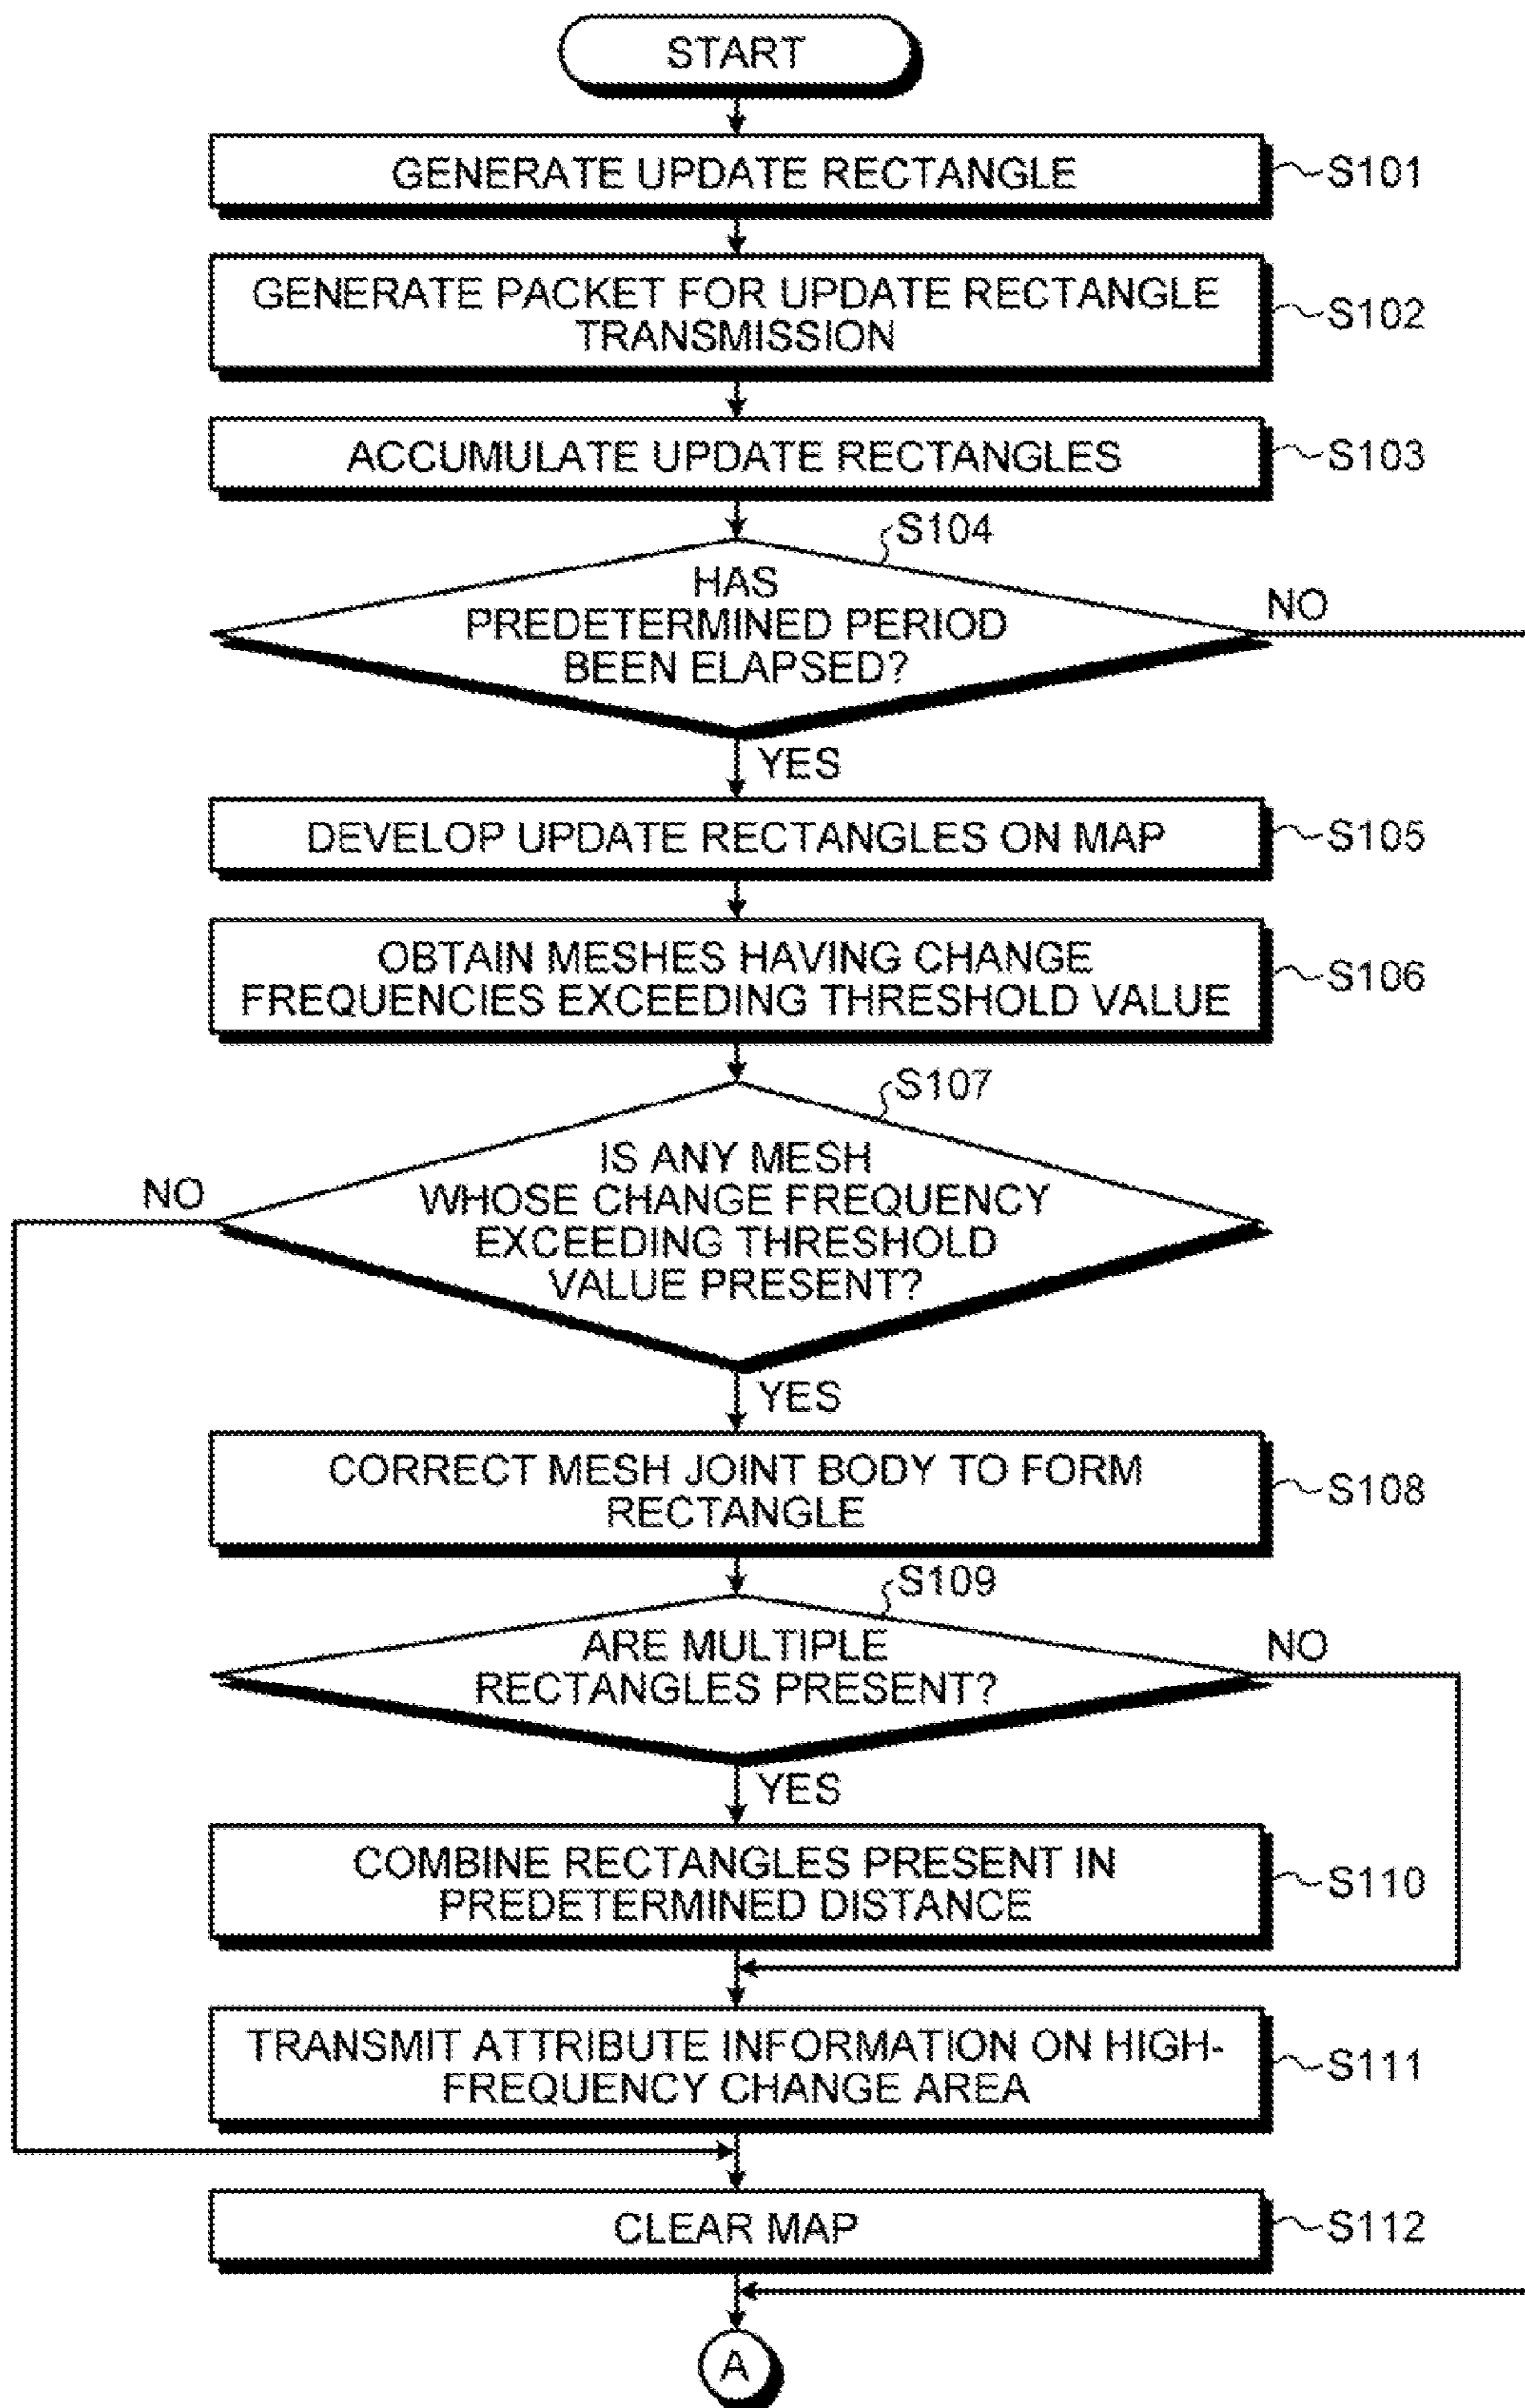 START
GENERATE UPDATE RECTANGLE
S101
GENERATE PACKET FOR UPDATE RECTANGLE
TRANSMISSION
S102
ACCUMULATE UPDATE RECTANGLES
S103
S104
HAS
PREDETERMINED PERIOD
BEEN ELAPSED?
NO
YES
DEVELOP UPDATE RECTANGLES ON MAP
S105
OBTAIN MESHES HAVING CHANGE
FREQUENCIES EXCEEDING THRESHOLD VALUE
S106
S107
IS ANY MESH
WHOSE CHANGE FREQUENCY
EXCEEDING THRESHOLD
VALUE PRESENT?
NO
YES
CORRECT MESH JOINT BODY TO FORM
RECTANGLE
S108
S109
ARE MULTIPLE
RECTANGLES PRESENT?
NO
YES
COMBINE RECTANGLES PRESENT IN
PREDETERMINED DISTANCE
S110
TRANSMIT ATTRIBUTE INFORMATION ON HIGH-
FREQUENCY CHANGE AREA
S111
CLEAR MAP
S112
A